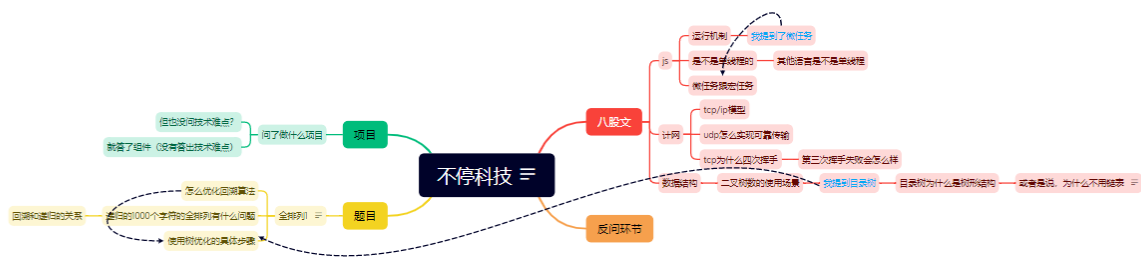 不停科技
八股文
js
运行机制
我提到了微任务
是不是单线程的
其他语言是不是单线程
微任务跟宏任务
计网
tcp/ip模型
udp怎么实现可靠传输
tcp为什么四次挥手
第三次挥手失败会怎么样
数据结构
二叉树数的使用场景
我提到目录树
目录树为什么是树形结构
或者是说，为什么不用链表
反问环节
项目
问了做什么项目
但也没问技术难点?
就答了组件（没有答出技术难点）
题目
全排列I
怎么优化回溯算法
递归的1000个字符的全排列有什么问题
回溯和递归的关系
使用树优化的具体步骤